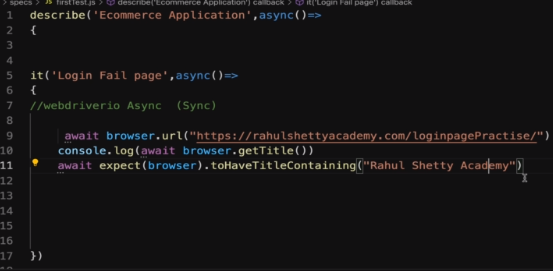 > specs > JS firstTest.js > describe('Ecommerce Application') callback > it('Login Fail page') callback
1 describe('Ecommerce Application',async()=>
2 {
3
4
5 it('Login Fail page',async()=>
6 {
7 //webdriverio Async (Sync)
8
9 await browser.url("https://rahulshettyacademy.com/loginpagePractise/")
10 console.log(await browser.getTitle())
11 await expect(browser).toHaveTitleContaining("Rahul Shetty Academy")
12
13
14
15
16
17 })